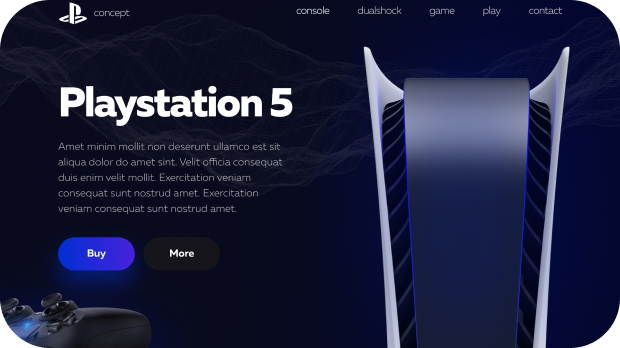 concept
console dualshock game play contact
Playstation 5
Amet minim mollit non deserunt ullamco est sit
aliqua dolor do amet sint. Velit officia consequat
duis enim velit mollit. Exercitation veniam
consequat sunt nostrud amet. Exercitation
veniam consequat sunt nostrud amet.
Buy More